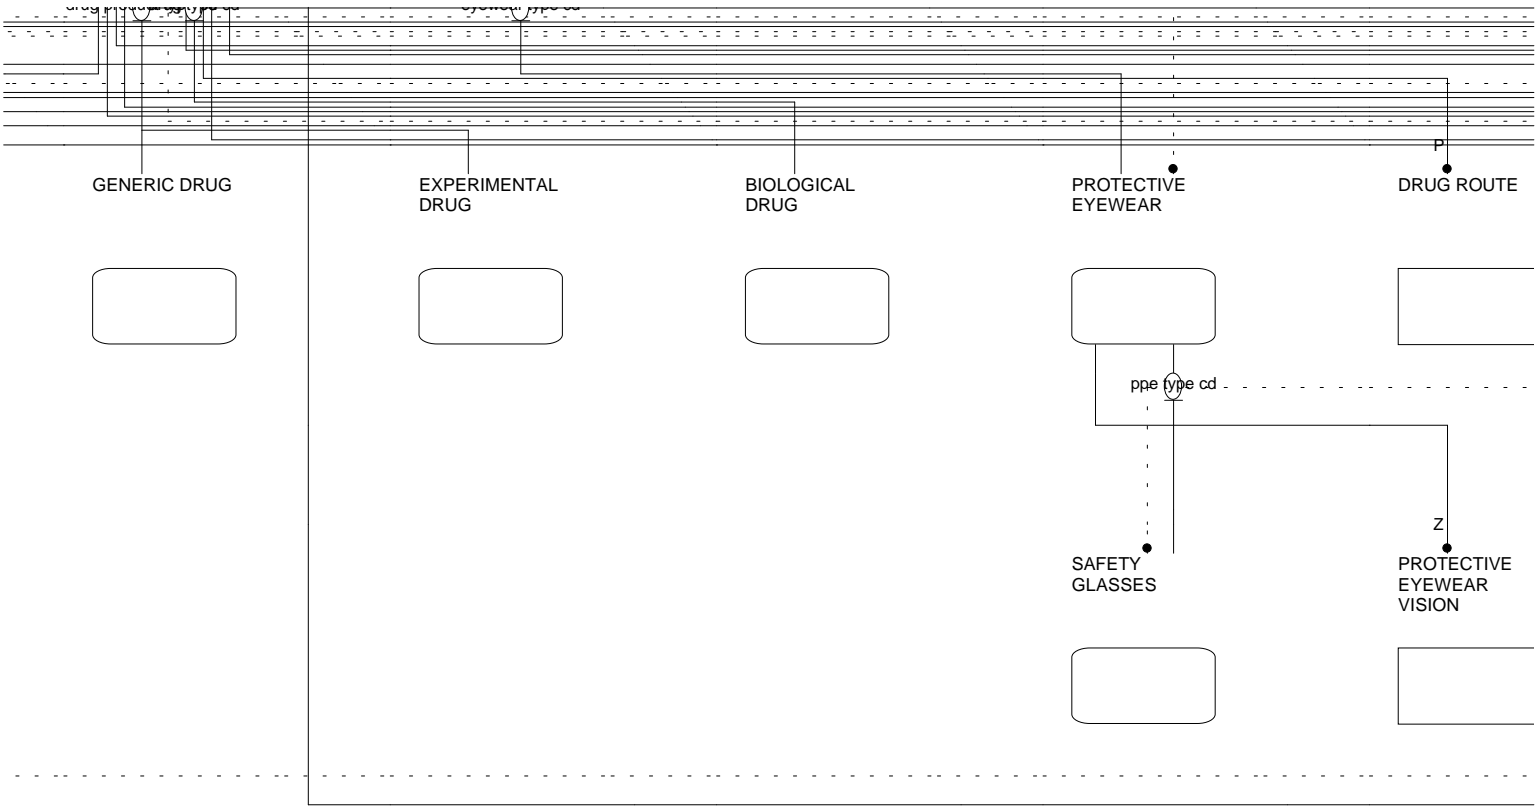 type cd
P
GENERIC DRUG
EXPERIMENTAL
DRUG
BIOLOGICAL
DRUG
PROTECTIVE
EYEWEAR
DRUG ROUTE
ppe type cd
Z
SAFETY
GLASSES
PROTECTIVE
EYEWEAR
VISION